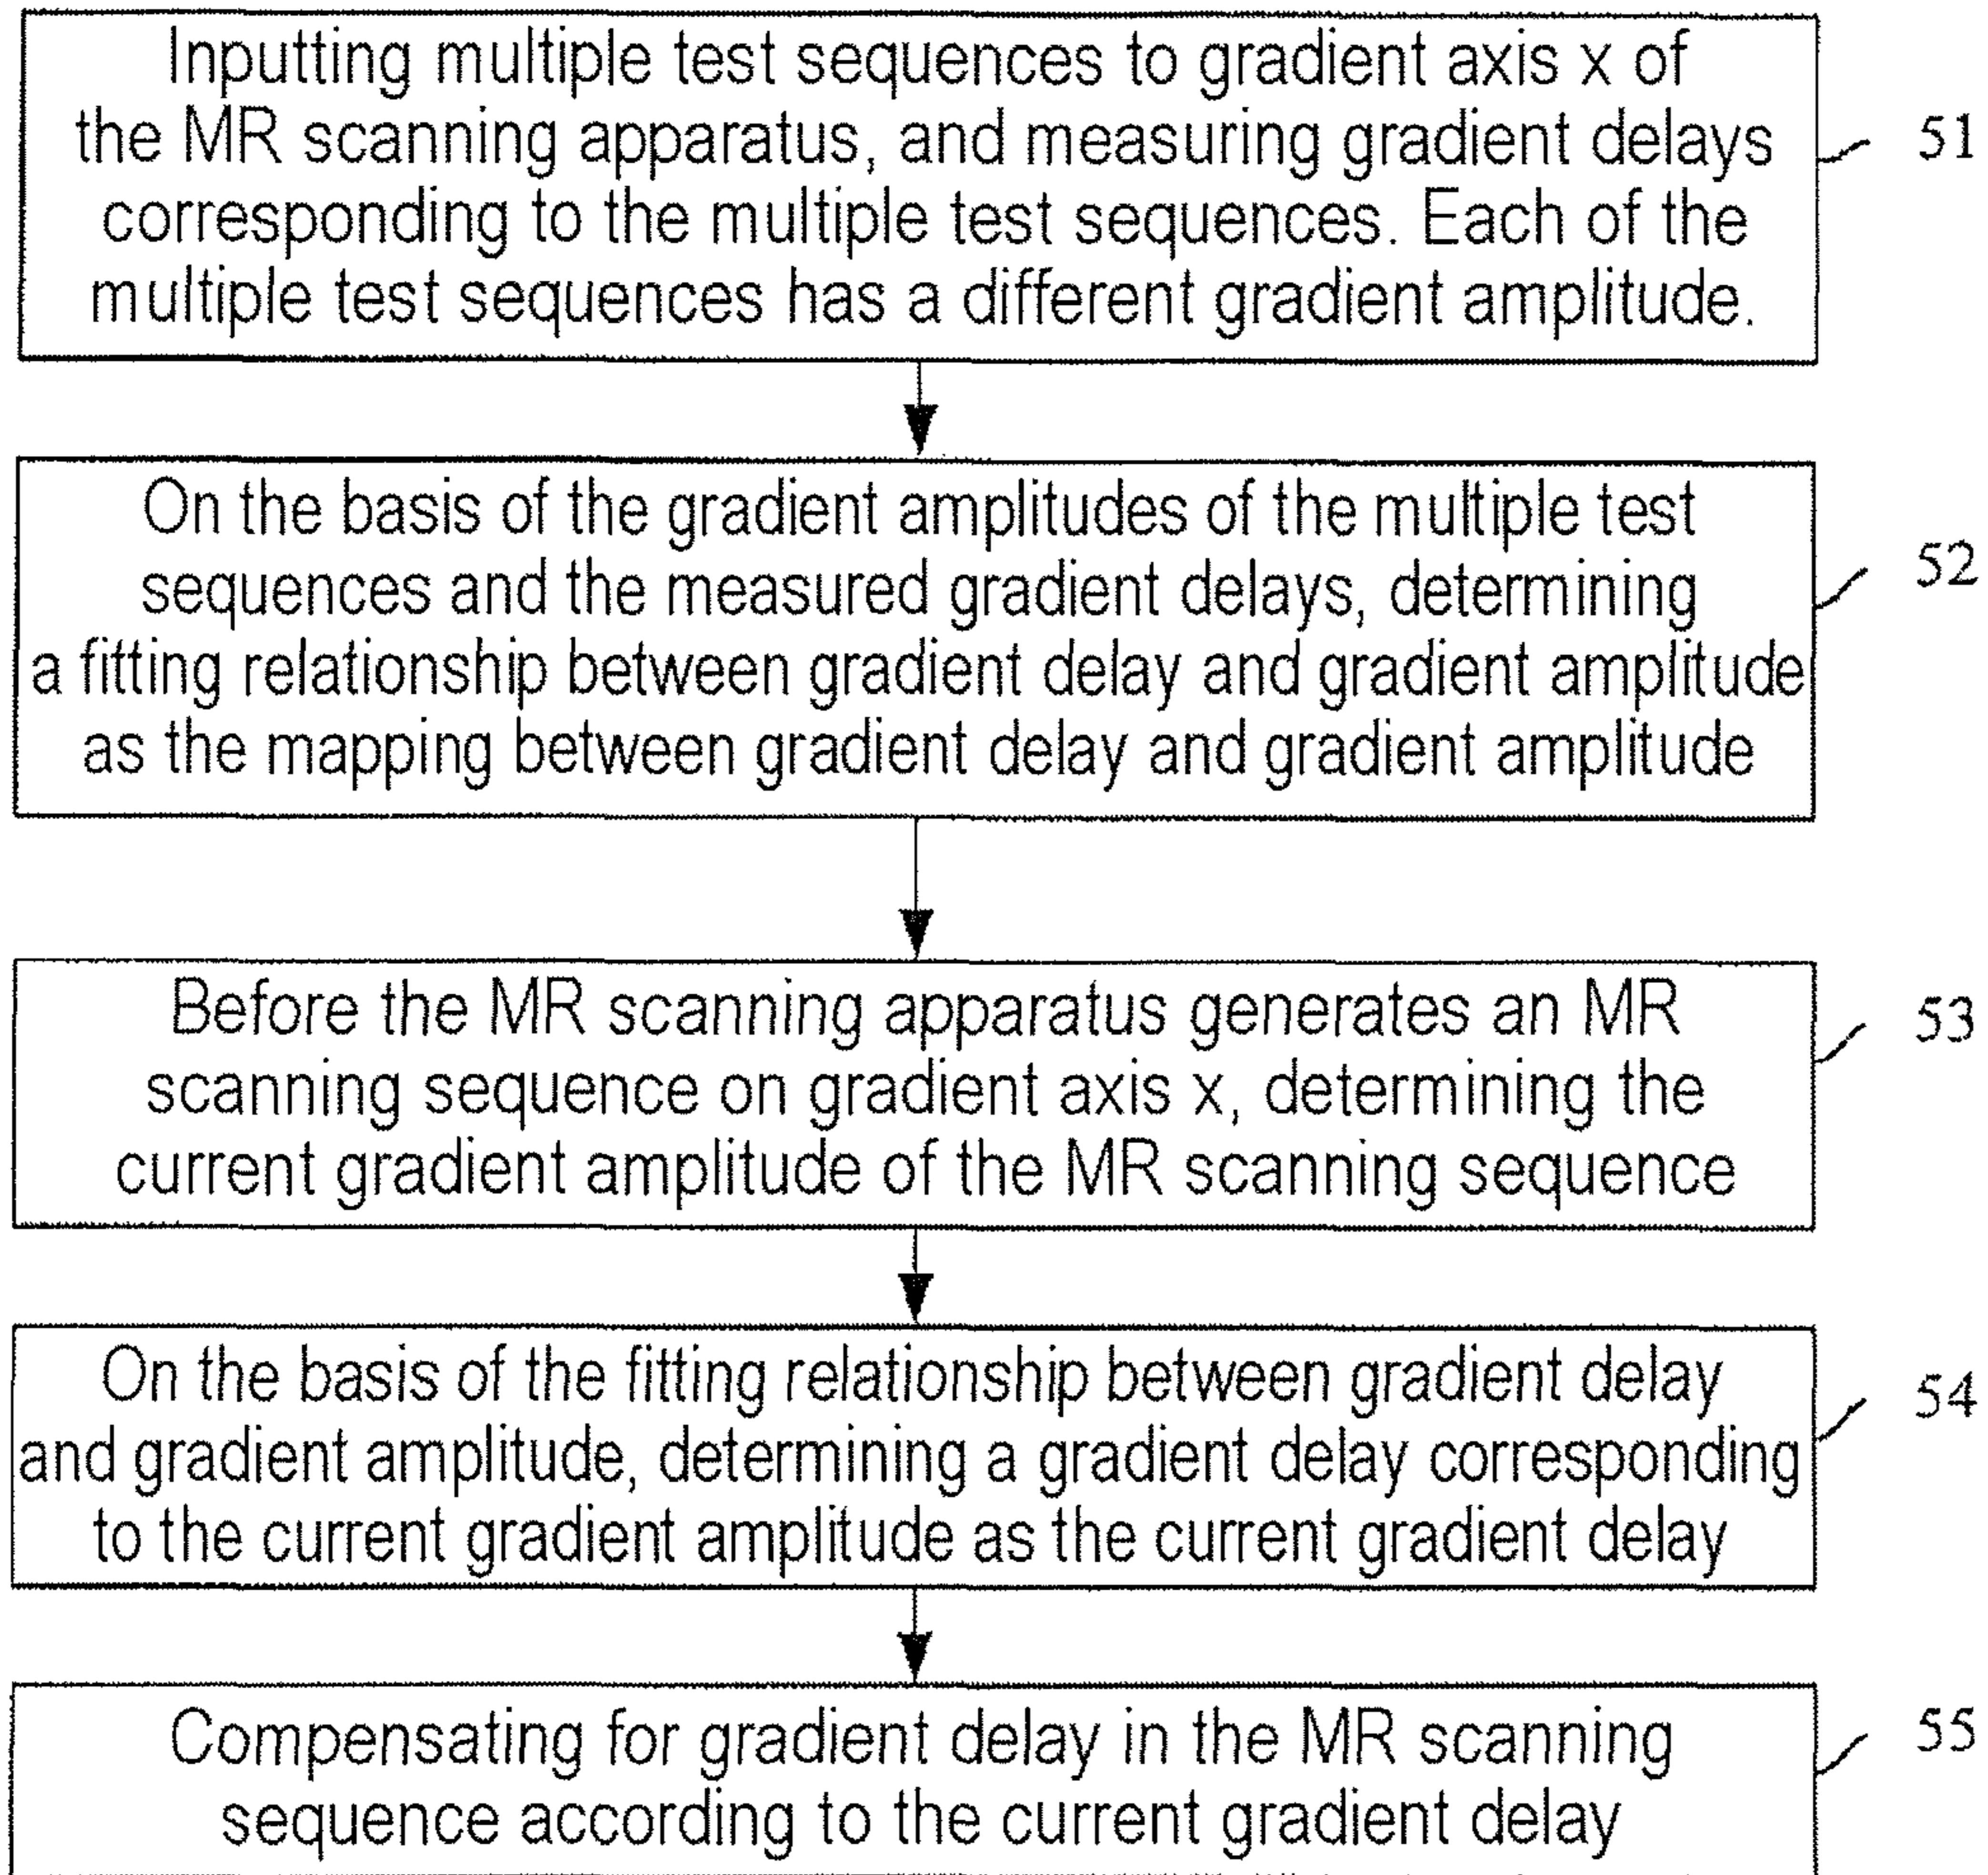 Inputting multiple test sequences to gradient axis x of
the MR scanning apparatus, and measuring gradient delays
corresponding to the multiple test sequences. Each of the
multiple test sequences has a different gradient amplitude.
51
On the basis of the gradient amplitudes of the multiple test
sequences and the measured gradient delays, determining
a fitting relationship between gradient delay and gradient amplitude
as the mapping between gradient delay and gradient amplitude
52
Before the MR scanning apparatus generates an MR
scanning sequence on gradient axis x, determining the
current gradient amplitude of the MR scanning sequence
53
On the basis of the fitting relationship between gradient delay
and gradient amplitude, determining a gradient delay corresponding
to the current gradient amplitude as the current gradient delay
54
Compensating for gradient delay in the MR scanning
sequence according to the current gradient delay
55